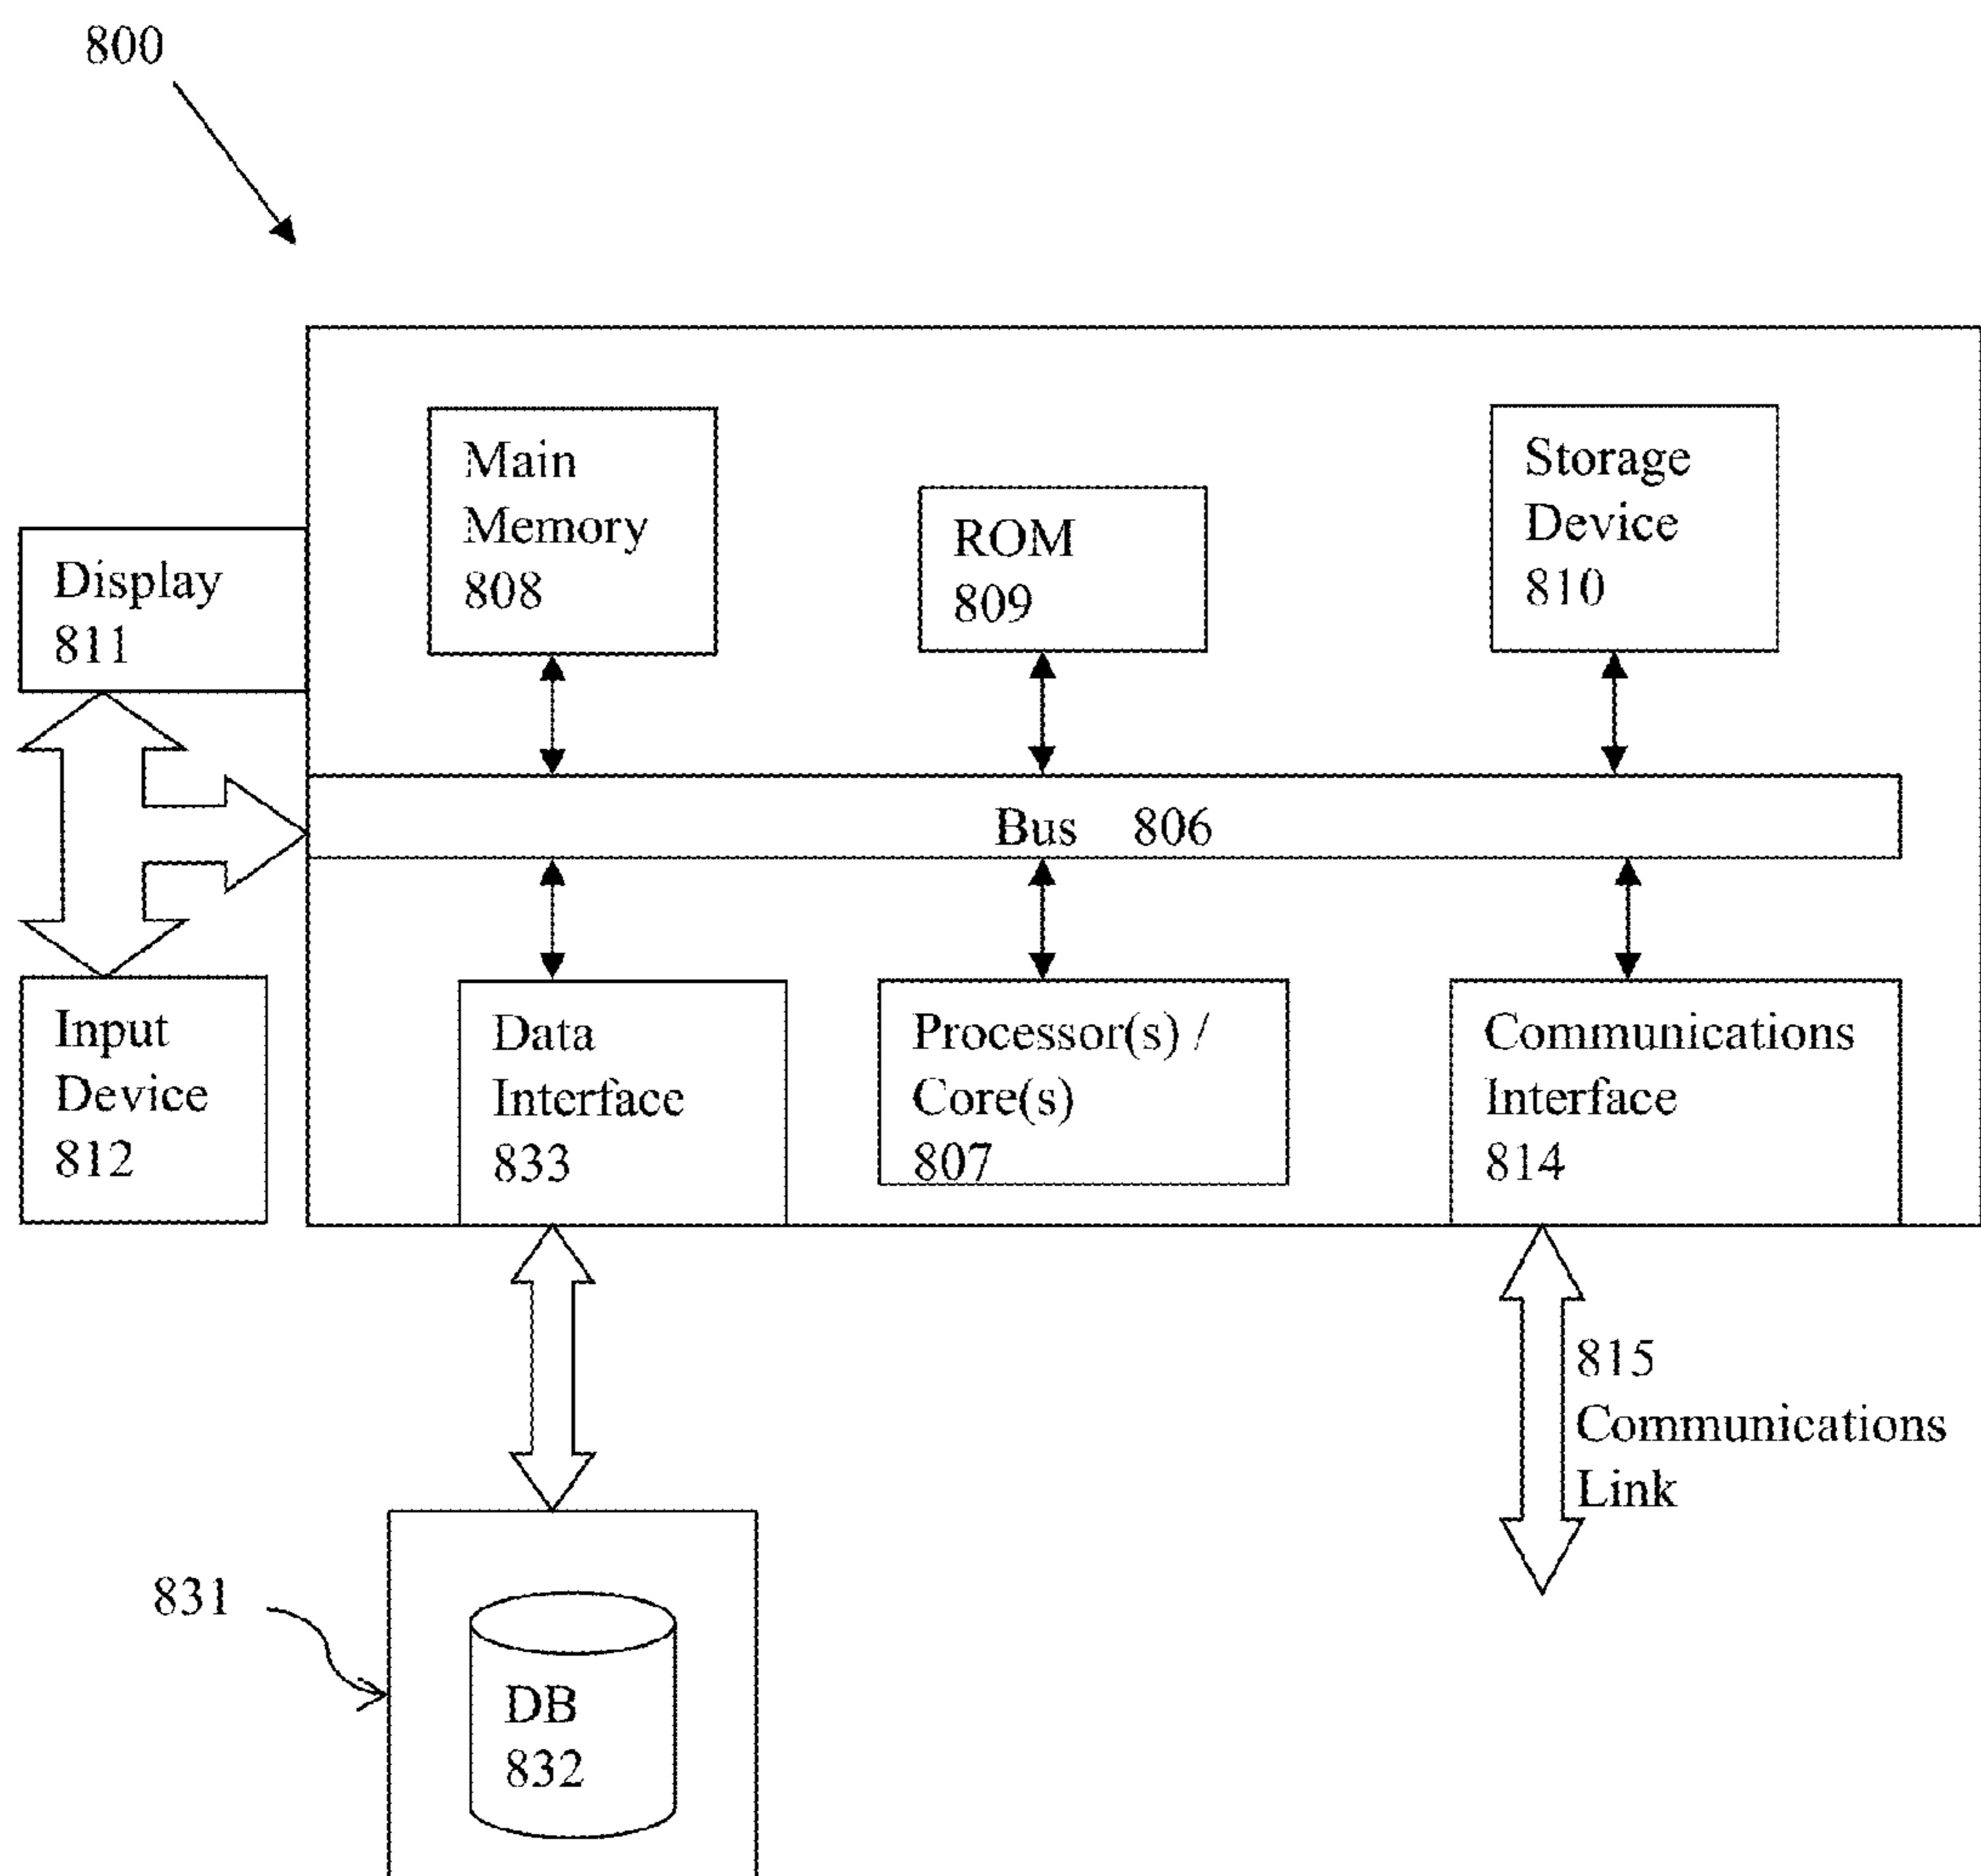 800
Main
Memory
808
ROM
809
Storage
Device
810
Display
811
Bus 806
Input
Device
812
Data
Interface
833
Processor(s) /
Core(s)
807
Communications
Interface
814
815
Communications
Link
831
DB
832